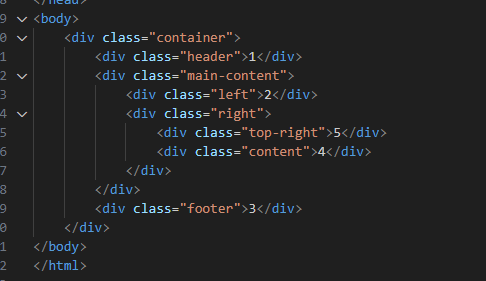 8 </head>
9 <body>
0 <div class="container">
1 <div class="header">1</div>
2 <div class="main-content">
3 <div class="left">2</div>
4 <div class="right">
5 <div class="top-right">5</div>
6 <div class="content">4</div>
7 </div>
8 </div>
9 <div class="footer">3</div>
0 </div>
1 </body>
2 </html>